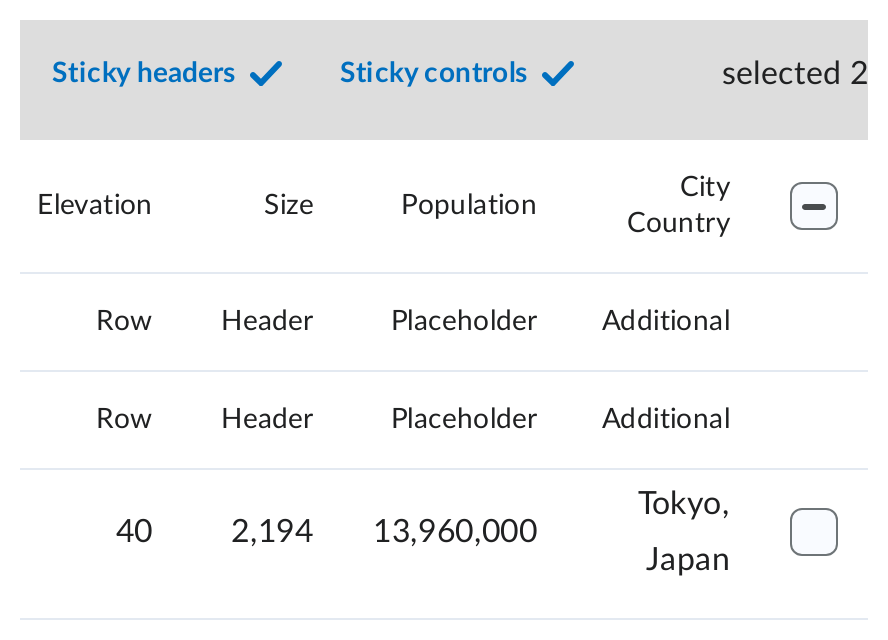 Sticky headers Sticky controls selected 2
Elevation Size Population City
Country
Row Header Placeholder Additional
Row Header Placeholder Additional
40 2,194 13,960,000 Tokyo,
Japan